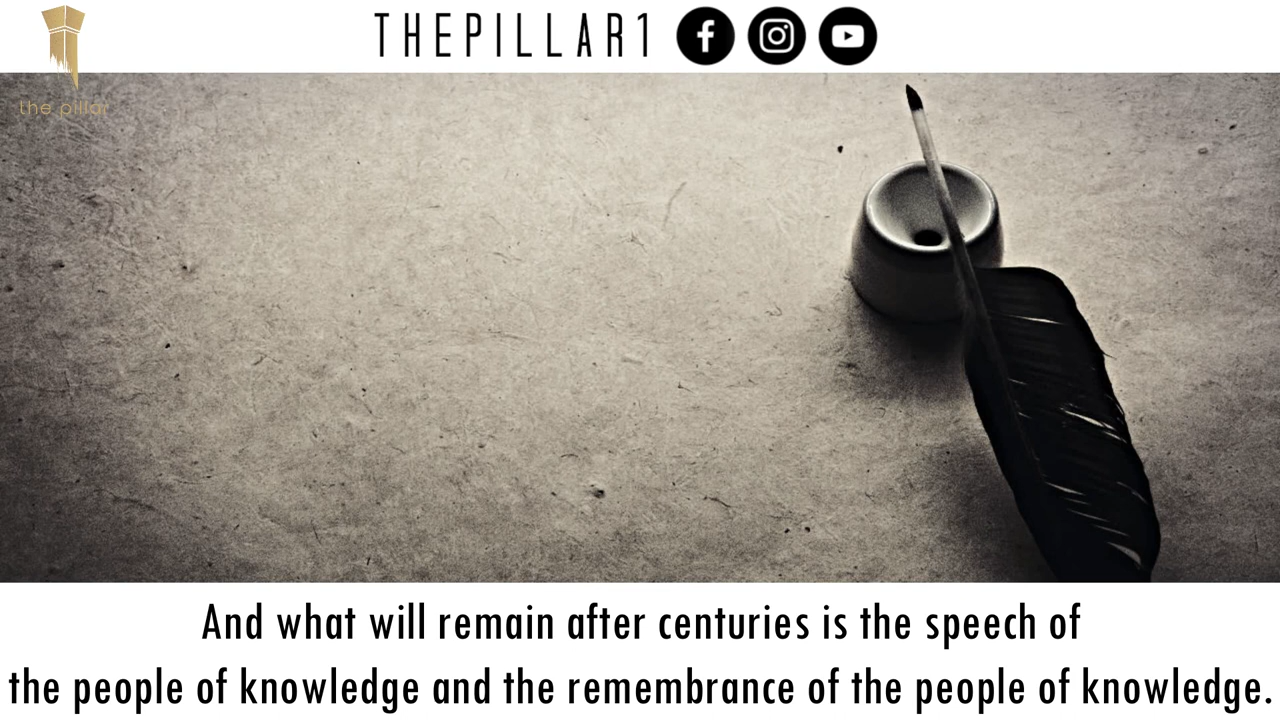 THEPILLAR1
the pillar
And what will remain after centuries is the speech of
the people of knowledge and the remembrance of the people of knowledge.